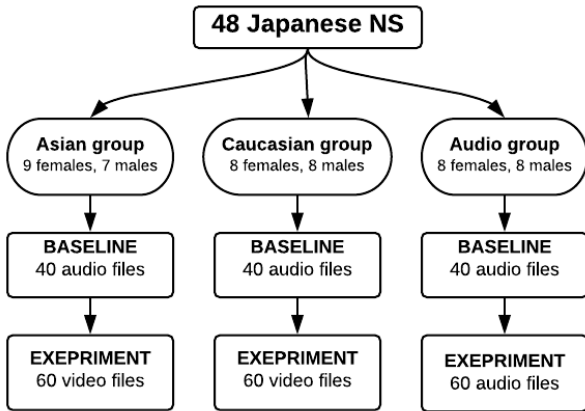 48 Japanese NS
Asian group
9 females, 7 males
Caucasian group
8 females, 8 males
Audio group
8 females, 8 males
BASELINE
40 audio files
BASELINE
40 audio files
BASELINE
40 audio files
EXEPRIMENT
60 video files
EXEPRIMENT
60 video files
EXEPRIMENT
60 audio files